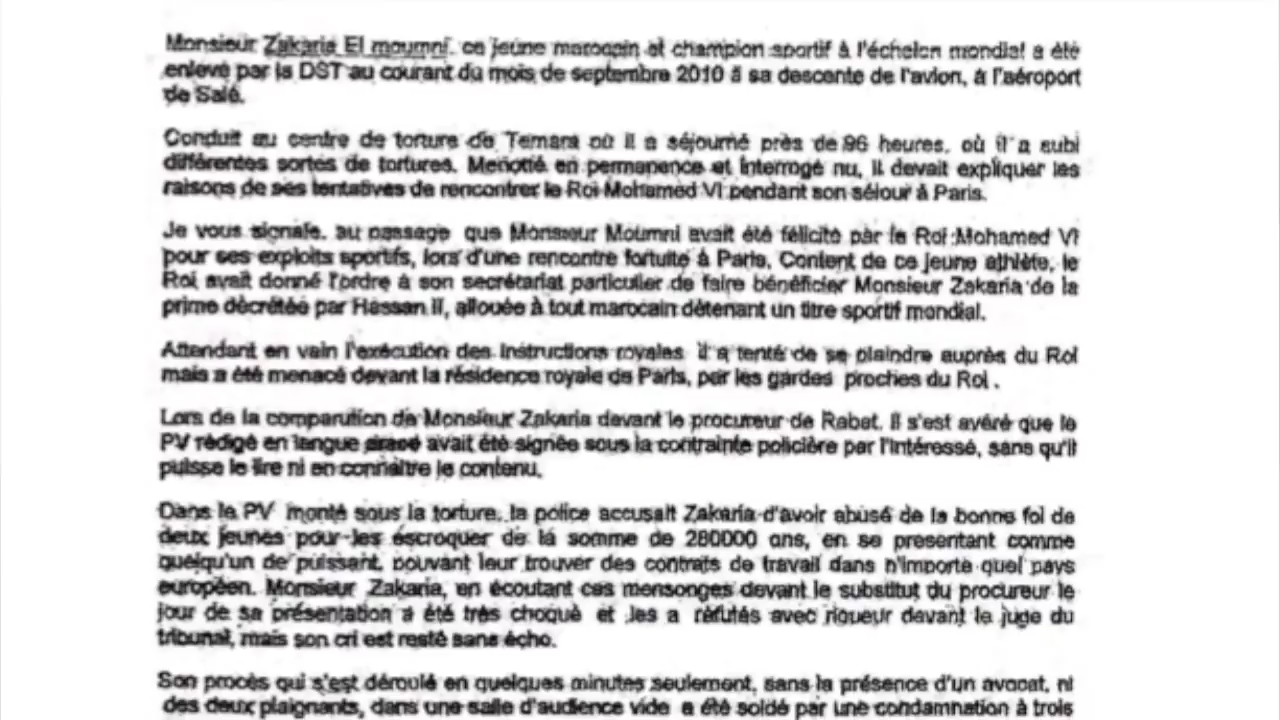 Monsieur Zakaria El moumni, ce jeune marocain et champion sportif à l'échelon mondial a été
enlevé par la DST au courant du mois de septembre 2010 à sa descente de l'avion, à l'aéroport
de Salé.
Conduit au centre de torture de Temara où il a séjourné près de 96 heures, où il a subi
différentes sortes de tortures. Menotté en permanence et interrogé nu, il devait expliquer les
raisons de ses tentatives de rencontrer le Roi Mohamed VI pendant son séjour à Paris.
Je vous signale, au passage que Monsieur Moumni avait été félicité par le Roi Mohamed VI
pour ses exploits sportifs, lors d'une rencontre fortuite à Paris. Content de ce jeune athlète, le
Roi avait donné l'ordre à son secrétariat particulier de faire bénéficier Monsieur Zakaria de la
prime décrétée par Hassan II, allouée à tout marocain détenant un titre sportif mondial.
Attendant en vain l'exécution des instructions royales il a tenté de se plaindre auprès du Roi
mais a été menacé devant la résidence royale de Paris, par les gardes proches du Roi.
Lors de la comparution de Monsieur Zakaria devant le procureur de Rabat, il s'est avéré que le
PV rédigé en langue avait été signée sous la contrainte policière par l'intéressé, sans qu'il
puisse le lire ni en connaître le contenu.
Dans le PV monté sous la torture, la police accusait Zakaria d'avoir abusé de la bonne foi de
deux jeunes pour les escroquer de la somme de 280000 ans, en se presentant comme
quelqu'un de puissant, pouvant leur trouver des contrats de travail dans n'importe quel pays
européen. Monsieur Zakaria, en écoutant ces mensonges devant le substitut du procureur le
jour de sa présentation a été très choqué et les a réfutés avec rigueur devant le juge du
tribunal, mais son cri est resté sans écho.
Son procès qui s'est déroulé en quelques minutes seulement, sans la présence d'un avocat, ni
des deux plaignants, dans une salle d'audience vide a été soldé par une condamnation à trois